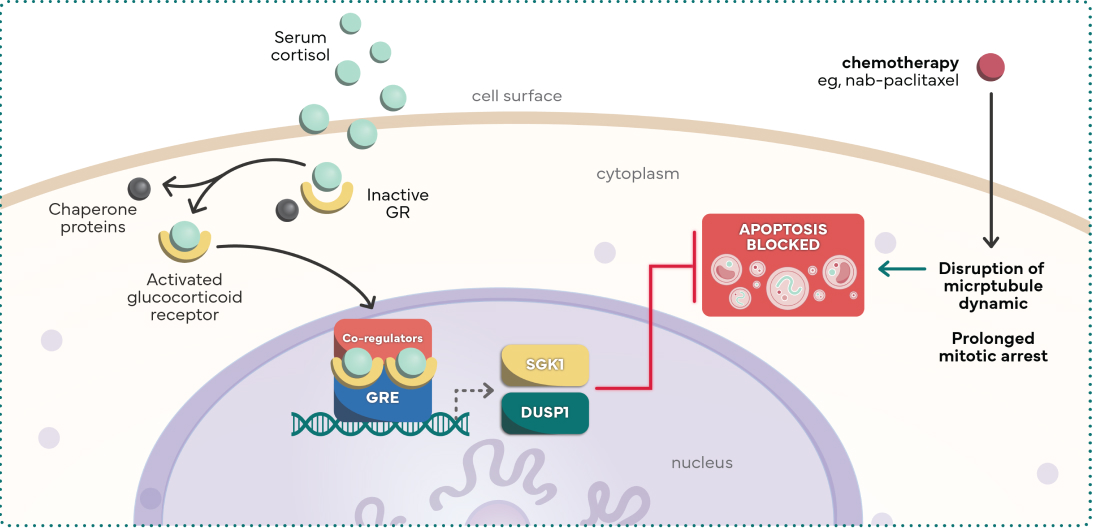 Serum
cortisol
cell surface
chemotherapy
eg, nab-paclitaxel
cytoplasm
Inactive
GR
Chaperone
proteins
Activated
glucocorticoid
receptor
APOPTOSIS
BLOCKED
Disruption of
micrptubule
dynamic
Prolonged
mitotic arrest
Co-regulators
GRE
SGK1
DUSP1
nucleus